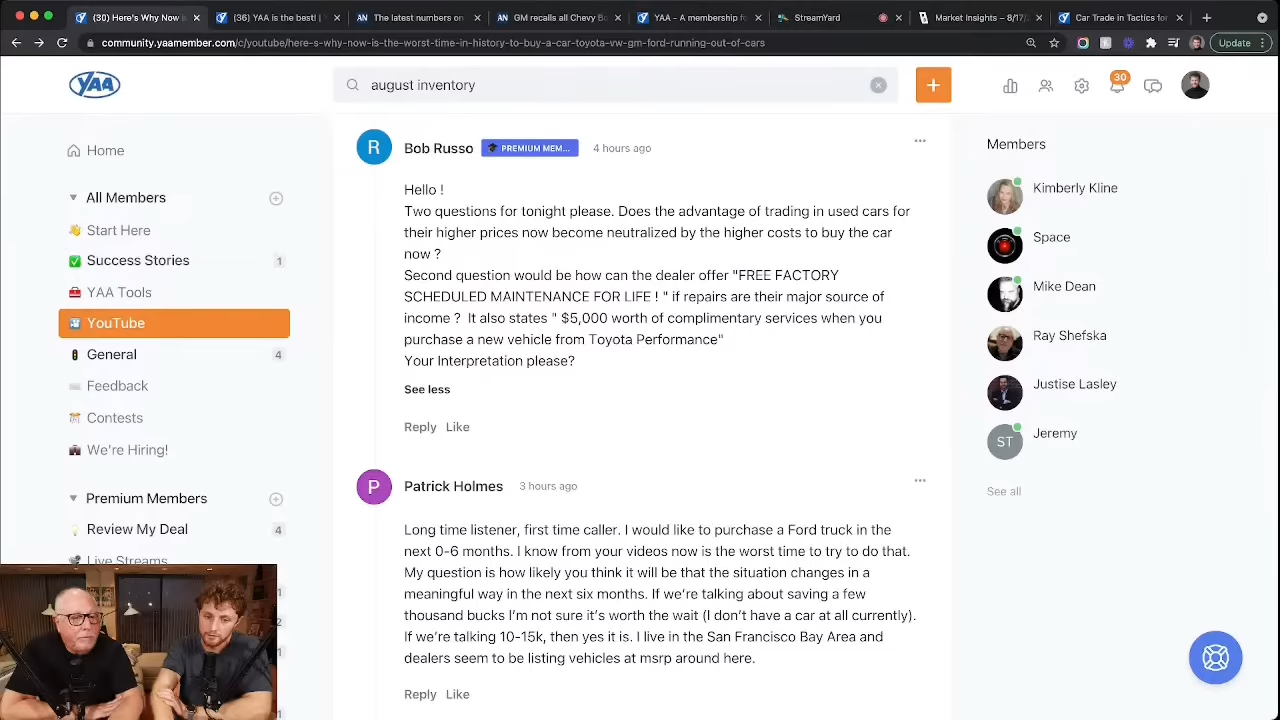 (30) Here's Why Now Is
(36) YAA is the best! |
AN The latest numbers on
AN GM recalls all Chevy Bo
YAA - A membership fo
StreamYard
Market Insights – 8/17/
Car Trade in Tactics for
community.yaamember.com/c/youtube/here-s-why-now-is-the-worst-time-in-history-to-buy-a-car-toyota-vw-gm-ford-running-out-of-cars
Update
YAA
august inventory
30
Home
All Members
Start Here
Success Stories 1
YAA Tools
YouTube
General 4
Feedback
Contests
We're Hiring!
Premium Members
Review My Deal 4
Live Streams
1
2
1
1
R
Bob Russo PREMIUM MEM... 4 hours ago
Hello !
Two questions for tonight please. Does the advantage of trading in used cars for
their higher prices now become neutralized by the higher costs to buy the car
now ?
Second question would be how can the dealer offer "FREE FACTORY
SCHEDULED MAINTENANCE FOR LIFE ! " if repairs are their major source of
income ? It also states " $5,000 worth of complimentary serices when you
purchase a new vehicle from Toyota Performance"
Your Interpretation please?
See less
Reply Like
P
Patrick Holmes 3 hours ago
Long time listener, first time caller. I would like to purchase a Ford truck in the
next 0-6 months. I know from your videos now is the worst time to try to do that.
My question is how likely you think it will be that the situation changes in a
meaningful way in the next six months. If we're talking about saving a few
thousand bucks I'm not sure it's worth the wait (I don't have a car at all currently).
If we're talking 10-15k, then yes it is. I live in the San Francisco Bay Area and
dealers seem to be listing vehicles at msrp around here.
Reply Like
Members
Kimberly Kline
Space
Mike Dean
Ray Shefska
Justise Lasley
ST Jeremy
See all